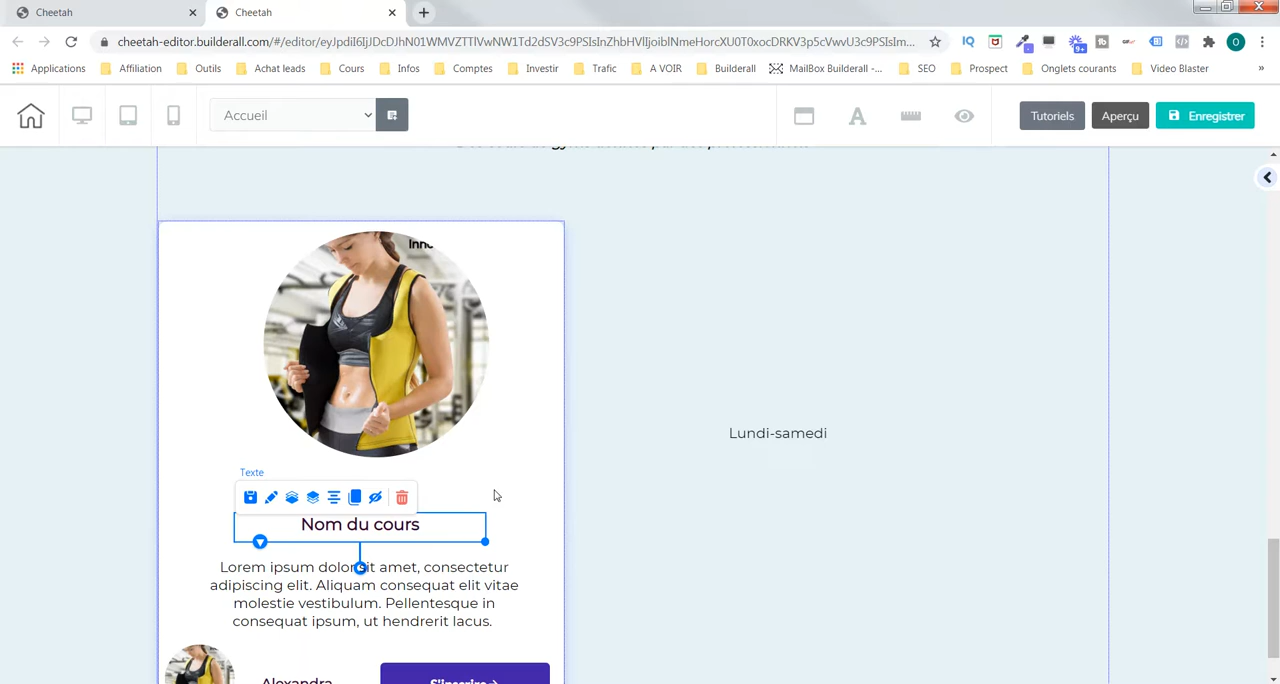 Cheetah
Cheetah
cheetah-editor.builderall.com/#/editor/
Applications
Affiliation
Outils
Achat leads
Cours
Infos
Comptes
Investir
Trafic
A VOIR
Builderall
MailBox Builderall -...
SEO
Prospect
Onglets courants
Video Blaster
»
Accueil
Tutoriels
Aperçu
Enregistrer
Lundi-samedi
Texte
Nom du cours
Lorem ipsum dolor sit amet, consectetur
adipiscing elit. Aliquam consequat elit vitae
molestie vestibulum. Pellentesque in
consequat ipsum, ut hendrerit lacus.
Alexandra
S'inscrire